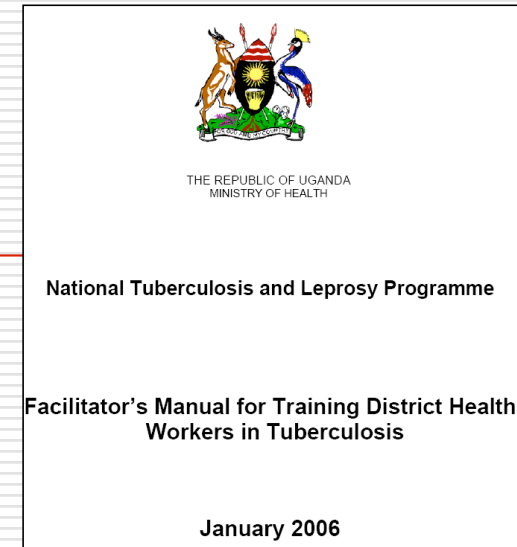 THE REPUBLIC OF UGANDA
MINISTRY OF HEALTH
National Tuberculosis and Leprosy Programme
Facilitator's Manual for Training District Health
Workers in Tuberculosis
January 2006